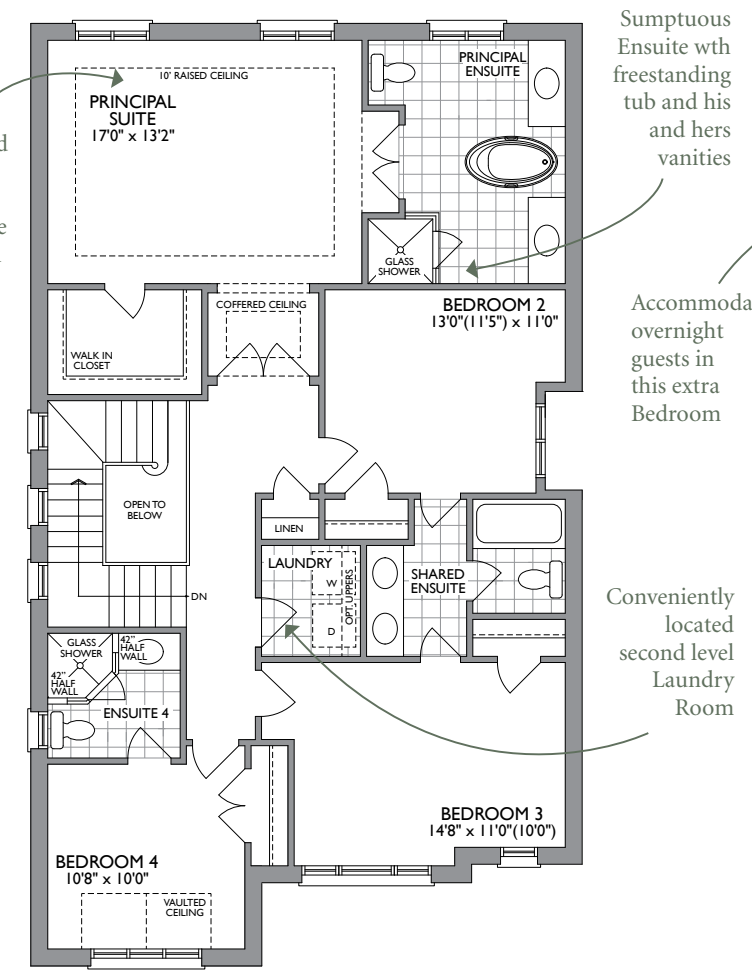 Sumptuous
Ensuite wth
freestanding
tub and his
and hers
vanities
10' RAISED CEILING
PRINCIPAL
SUITE
17'0" x 13'2"
PRINCIPAL
ENSUITE
GLASS
SHOWER
d
e
COFFERED CEILING
WALK IN
CLOSET
BEDROOM 2
13'0"(11'5") x 11'0"
Accommoda
overnight
guests in
this extra
Bedroom
OPEN TO
BELOW
DN
LINEN
LAUNDRY
W
D
OPT. UPPERS
SHARED
ENSUITE
Conveniently
located
second level
Laundry
Room
GLASS
SHOWER
42"
HALF
WALL
42"
HALF
WALL
ENSUITE 4
BEDROOM 3
14'8" x 11'0"(10'0")
BEDROOM 4
10'8" x 10'0"
VAULTED
CEILING